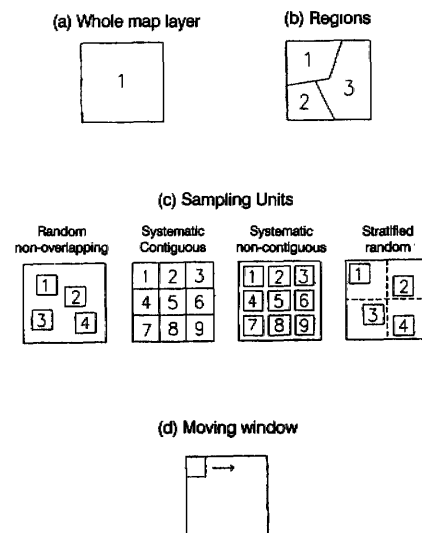 (a) Whole map layer
(b) Regions
1
1
2
3
(c) Sampling Units
Random
non-overlapping
Systematic
Contiguous
Systematic
non-contiguous
Stratified
random
1
2
3
4
1 2 3
4 5 6
7 8 9
1 2 3
4 5 6
7 8 9
1
2
3
4
(d) Moving window